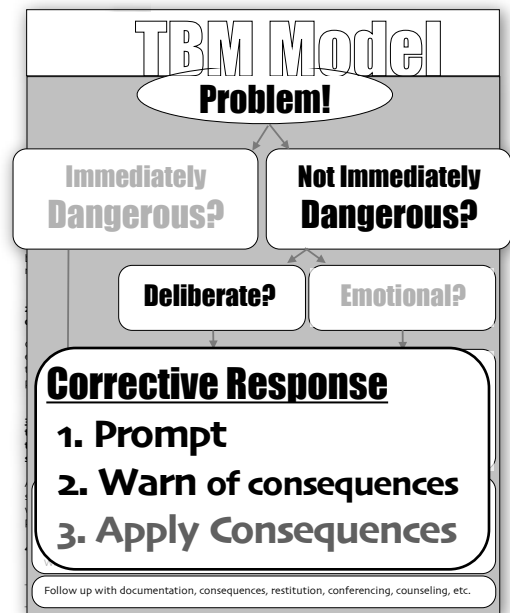 TBM Model
Problem!
Immediately
Dangerous?
Not Immediately
Dangerous?
Deliberate?
Emotional?
Corrective Response
1. Prompt
2. Warn of consequences
3. Apply Consequences
Follow up with documentation, consequences, restitution, conferencing, counseling, etc.